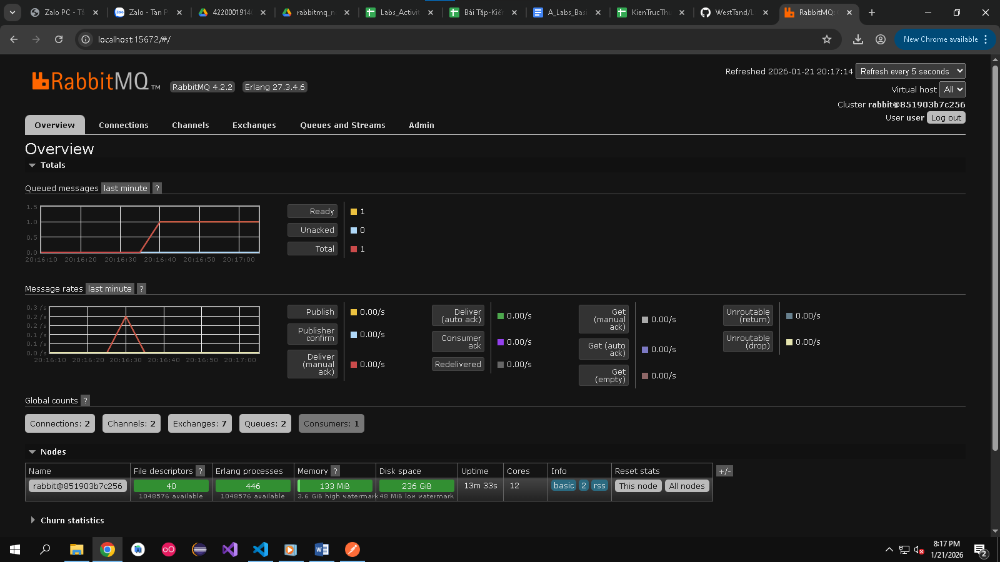 Zalo PC - Tả
Zalo - Tan P
4220001914
rabbitmq_n
Labs_Activit
Bài Tập-Kiế
A_Labs_Basi
KienTrucThu
WestTand/L
RabbitMQ:
localhost:15672/#/
New Chrome available
Refreshed 2026-01-21 20:17:14 Refresh every 5 seconds
RabbitMQ TM RabbitMQ 4.2.2 Erlang 27.3.4.6
Virtual host All
Cluster rabbit@851903b7c256
User user Log out
Overview Connections Channels Exchanges Queues and Streams Admin
Overview
Totals
Queued messages last minute ?
1.5
1.0
0.5
0.0
20:16:10 20:16:20 20:16:30 20:16:40 20:16:50 20:17:00
Ready 1
Unacked 0
Total 1
Message rates last minute ?
0.3 /s
0.2 /s
0.2 /s
0.1 /s
0.1 /s
0.0 /s
20:16:10 20:16:20 20:16:30 20:16:40 20:16:50 20:17:00
Publish 0.00/s
Publisher
confirm 0.00/s
Deliver
(manual
ack) 0.00/s
Deliver
(auto ack) 0.00/s
Consumer
ack 0.00/s
Redelivered 0.00/s
Get
(manual
ack) 0.00/s
Get (auto
ack) 0.00/s
Get
(empty) 0.00/s
Unroutable
(return) 0.00/s
Unroutable
(drop) 0.00/s
Global counts ?
Connections: 2 Channels: 2 Exchanges: 7 Queues: 2 Consumers: 1
Nodes
Name File descriptors ? Erlang processes Memory ? Disk space Uptime Cores Info Reset stats +/-
rabbit@851903b7c256 40 446 133 MiB 236 GiB 13m 33s 12 basic 2 rss This node All nodes
1048576 available 1048576 available 3.6 GiB high watermark 48 MiB low watermark
Churn statistics
8:17 PM
1/21/2026
2